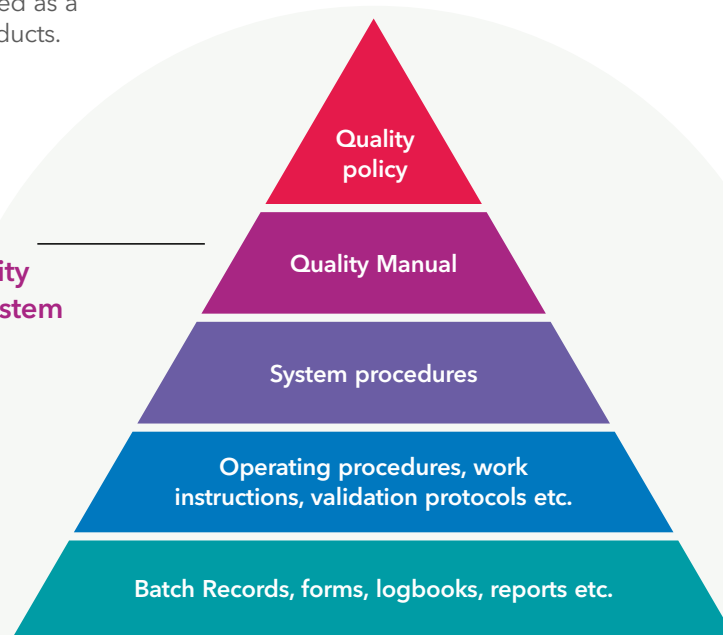 ed as a
ducts.
Quality
policy
Quality Manual
ity
stem
System procedures
Operating procedures, work
instructions, validation protocols etc.
Batch Records, forms, logbooks, reports etc.